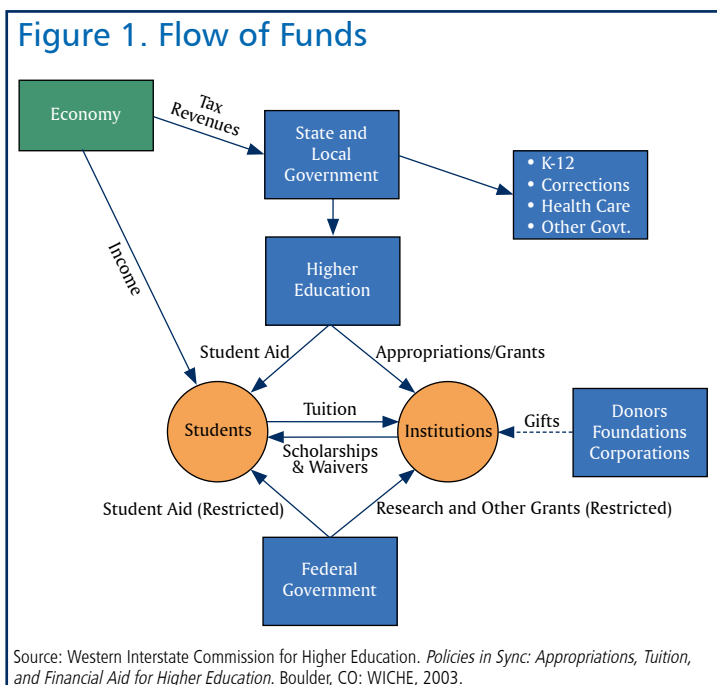 Figure 1. Flow of Funds
Economy
Tax
Revenues
State and
Local
Government
• K-12
• Corrections
• Health Care
• Other Govt.
Income
Higher
Education
Student Aid
Appropriations/Grants
Students
Tuition
Scholarships
& Waivers
Institutions
Gifts
Donors
Foundations
Corporations
Student Aid (Restricted)
Research and Other Grants (Restricted)
Federal
Government
Source: Western Interstate Commission for Higher Education. Policies in Sync: Appropriations, Tuition,
and Financial Aid for Higher Education. Boulder, CO: WICHE, 2003.